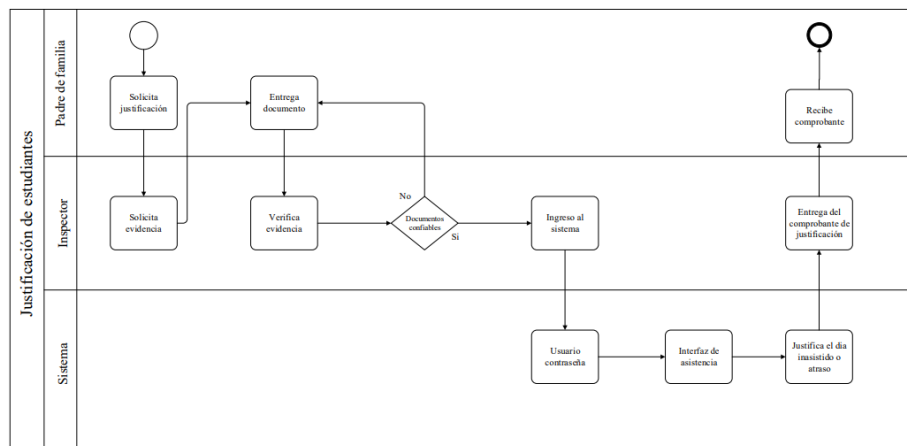 Justificación de estudiantes
Padre de familia
Solicita
justificación
Entrega
documento
Recibe
comprobante
Inspector
Solicita
evidencia
Verifica
evidencia
No
Documentos
confiables
Si
Ingreso al
sistema
Entrega del
comprobante de
justificación
Sistema
Usuario
contraseña
Interfaz de
asistencia
Justifica el dia
inasistido o
atraso